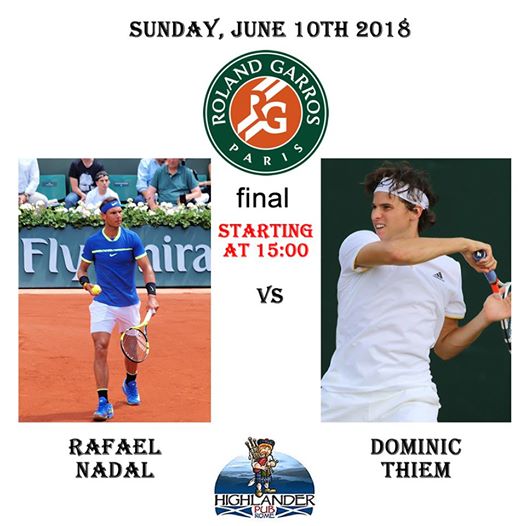 SUNDAY, JUNE 10TH 2018
ROLAND GARROS
RG
PARIS
final
STARTING
AT 15:00
VS
Fly Emirates
adidas
RAFAEL
NADAL
DOMINIC
THIEM
HIGHLANDER
PUB
ROME